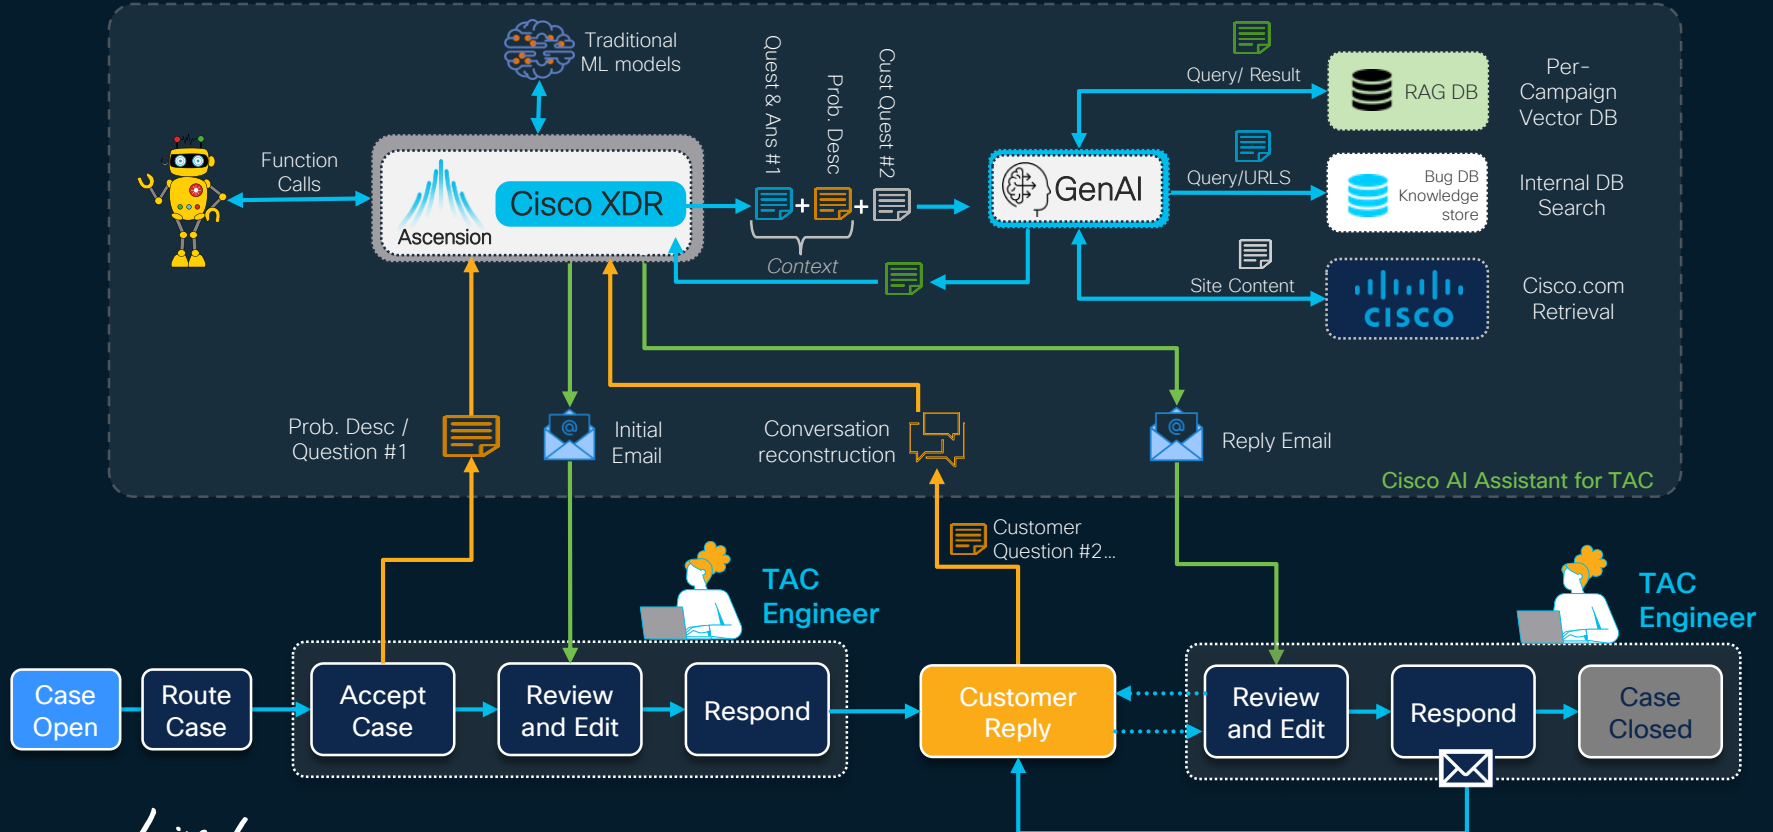 Traditional
ML models
Quest & Ans #1
Prob. Desc
Cust Quest #2
Query/ Result
RAG DB
Per-
Campaign
Vector DB
Function
Calls
Cisco XDR
Ascension
Context
GenAI
Query/URLS
Bug DB
Knowledge
store
Internal DB
Search
Site Content
CISCO
Cisco.com
Retrieval
Prob. Desc /
Question #1
@
Initial
Email
Conversation
reconstruction
@
Reply Email
Cisco AI Assistant for TAC
Customer
Question #2...
TAC
Engineer
TAC
Engineer
Case
Open
Route
Case
Accept
Case
Review
and Edit
Respond
Customer
Reply
Review
and Edit
Respond
Case
Closed